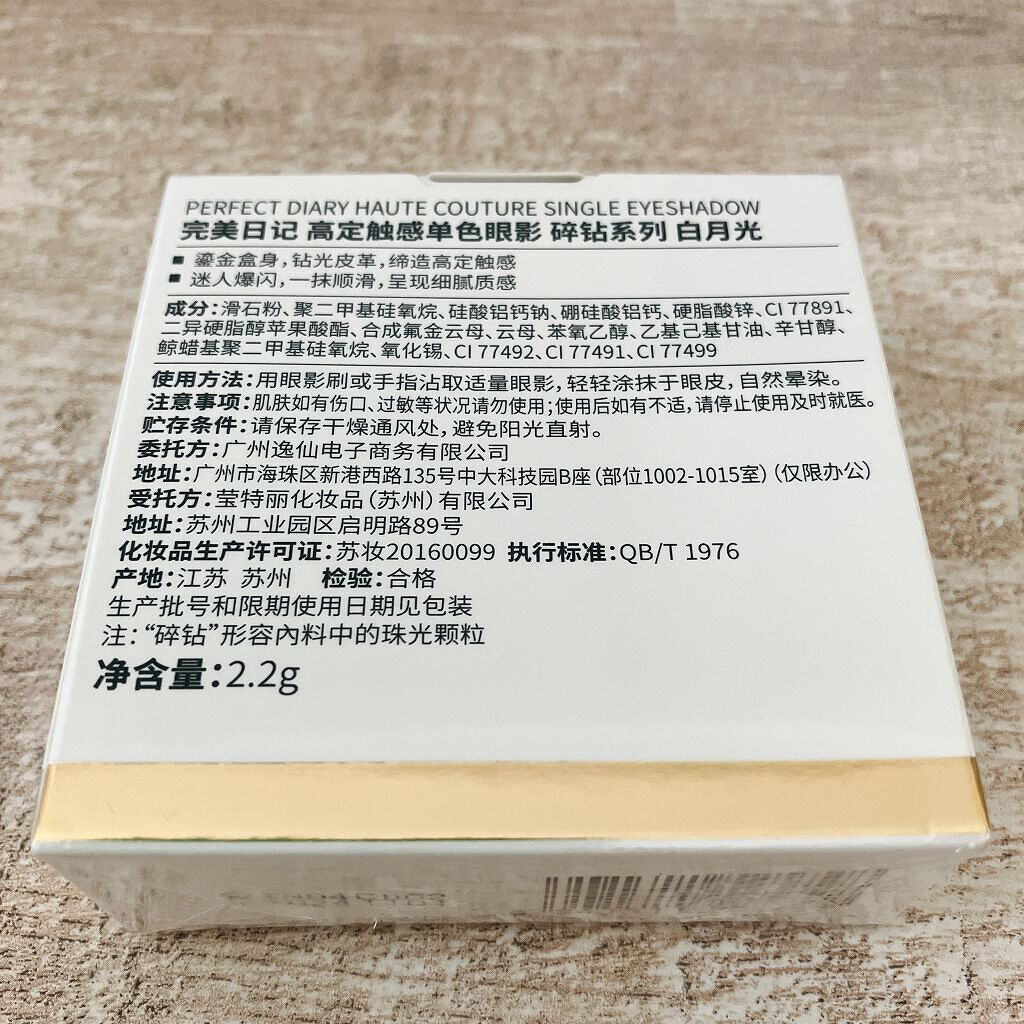 PERFECT DIARY HAUTE COUTURE SINGLE EYESHADOW
完美日记 高定触感单色眼影 碎钻系列 白月光
■ 鎏金盒身,钻光皮革,缔造高定触感
■ 迷人爆闪,一抹顺滑,呈现细腻质感
成分:滑石粉、聚二甲基硅氧烷、硅酸铝钙钠、硼硅酸铝钙、硬脂酸锌、CI 77891、
二异硬脂醇苹果酸酯、合成氟金云母、云母、苯氧乙醇、乙基己基甘油、辛甘醇、
鲸蜡基聚二甲基硅氧烷、氧化锡、CI 77492、CI 77491、CI 77499
使用方法:用眼影刷或手指沾取适量眼影,轻轻涂抹于眼皮,自然晕染。
注意事项:肌肤如有伤口、过敏等状况请勿使用;使用后如有不适,请停止使用及时就医。
贮存条件:请保存干燥通风处,避免阳光直射。
委托方:广州逸仙电子商务有限公司
地址:广州市海珠区新港西路135号中大科技园B座(部位1002-1015室)(仅限办公)
受托方:莹特丽化妆品(苏州)有限公司
地址:苏州工业园区启明路89号
化妆品生产许可证:苏妆20160099 执行标准:QB/T 1976
产地:江苏 苏州 检验:合格
生产批号和限期使用日期见包装
注:“碎钻”形容内料中的珠光颗粒
净含量:2.2g